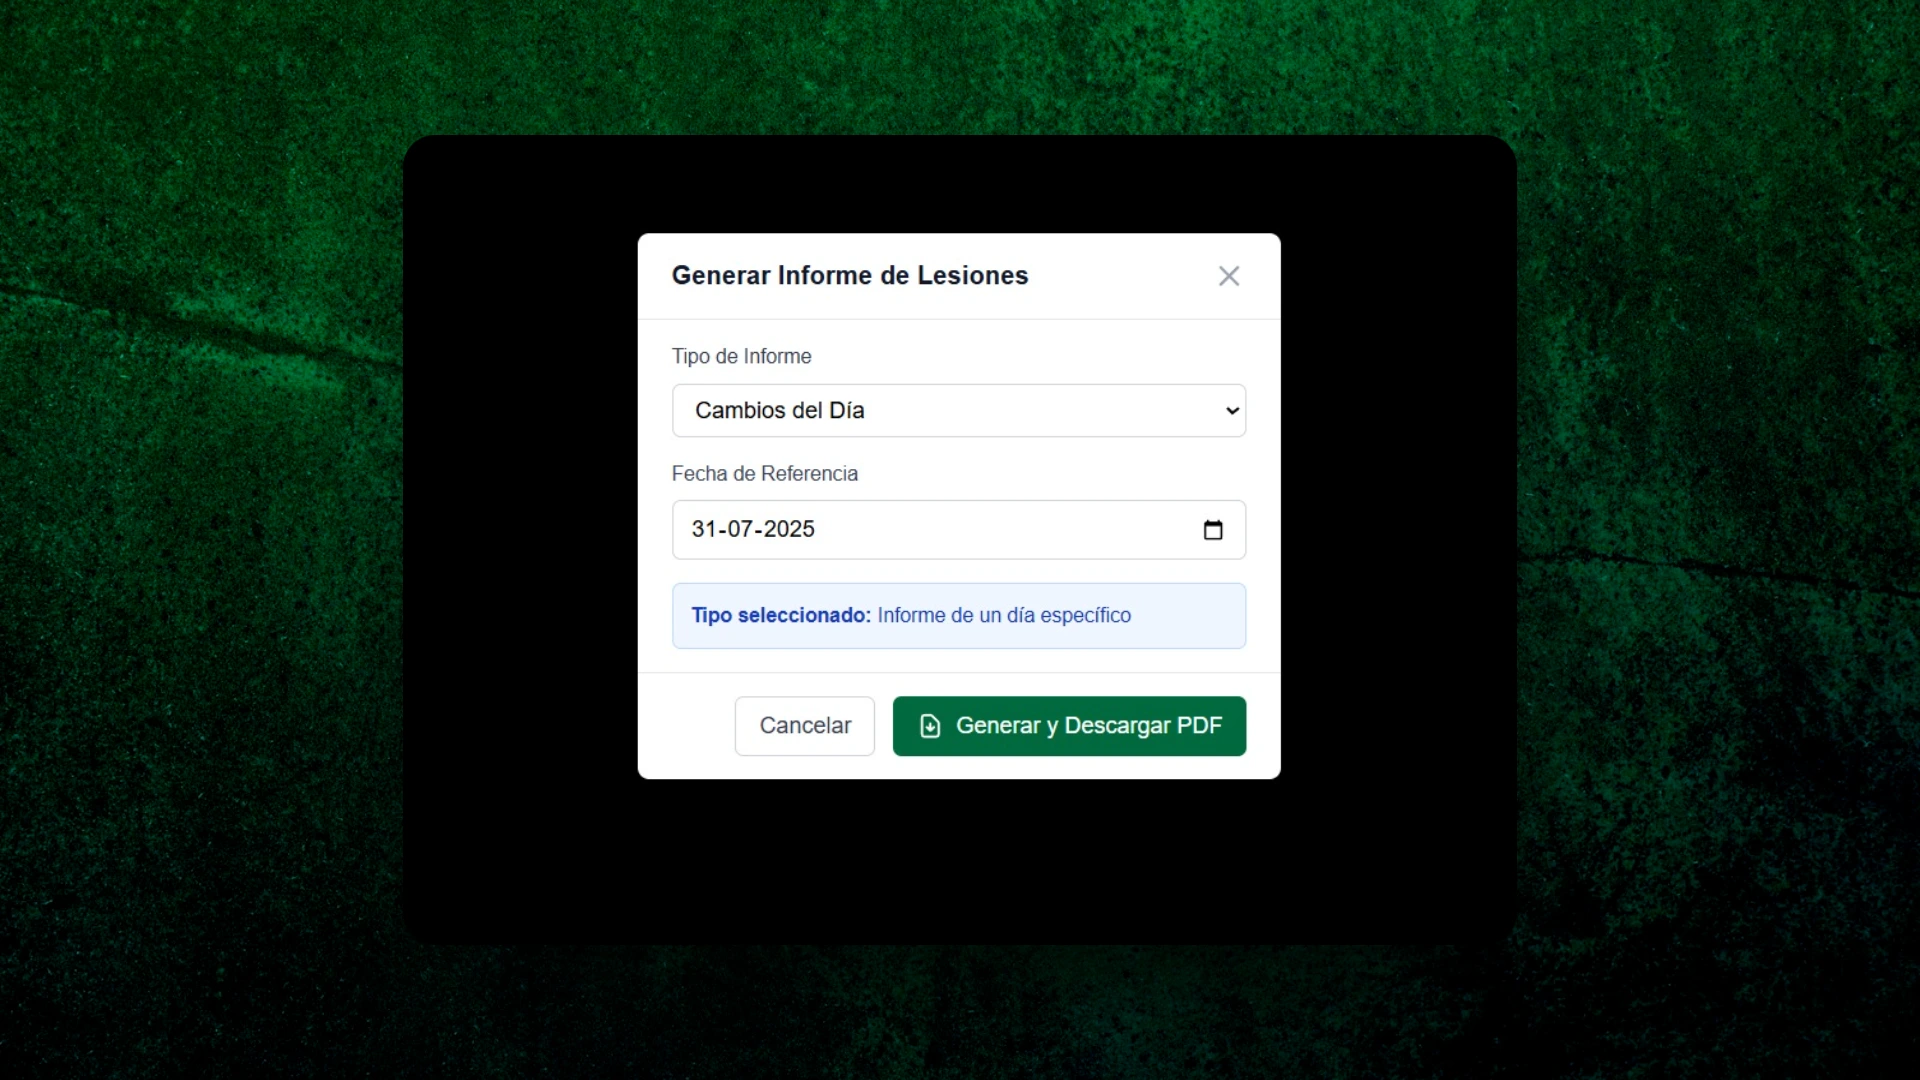 Generar Informe de Lesiones
Tipo de Informe
Cambios del Día
Fecha de Referencia
31-07-2025
Tipo seleccionado: Informe de un día específico
Cancelar
Generar y Descargar PDF